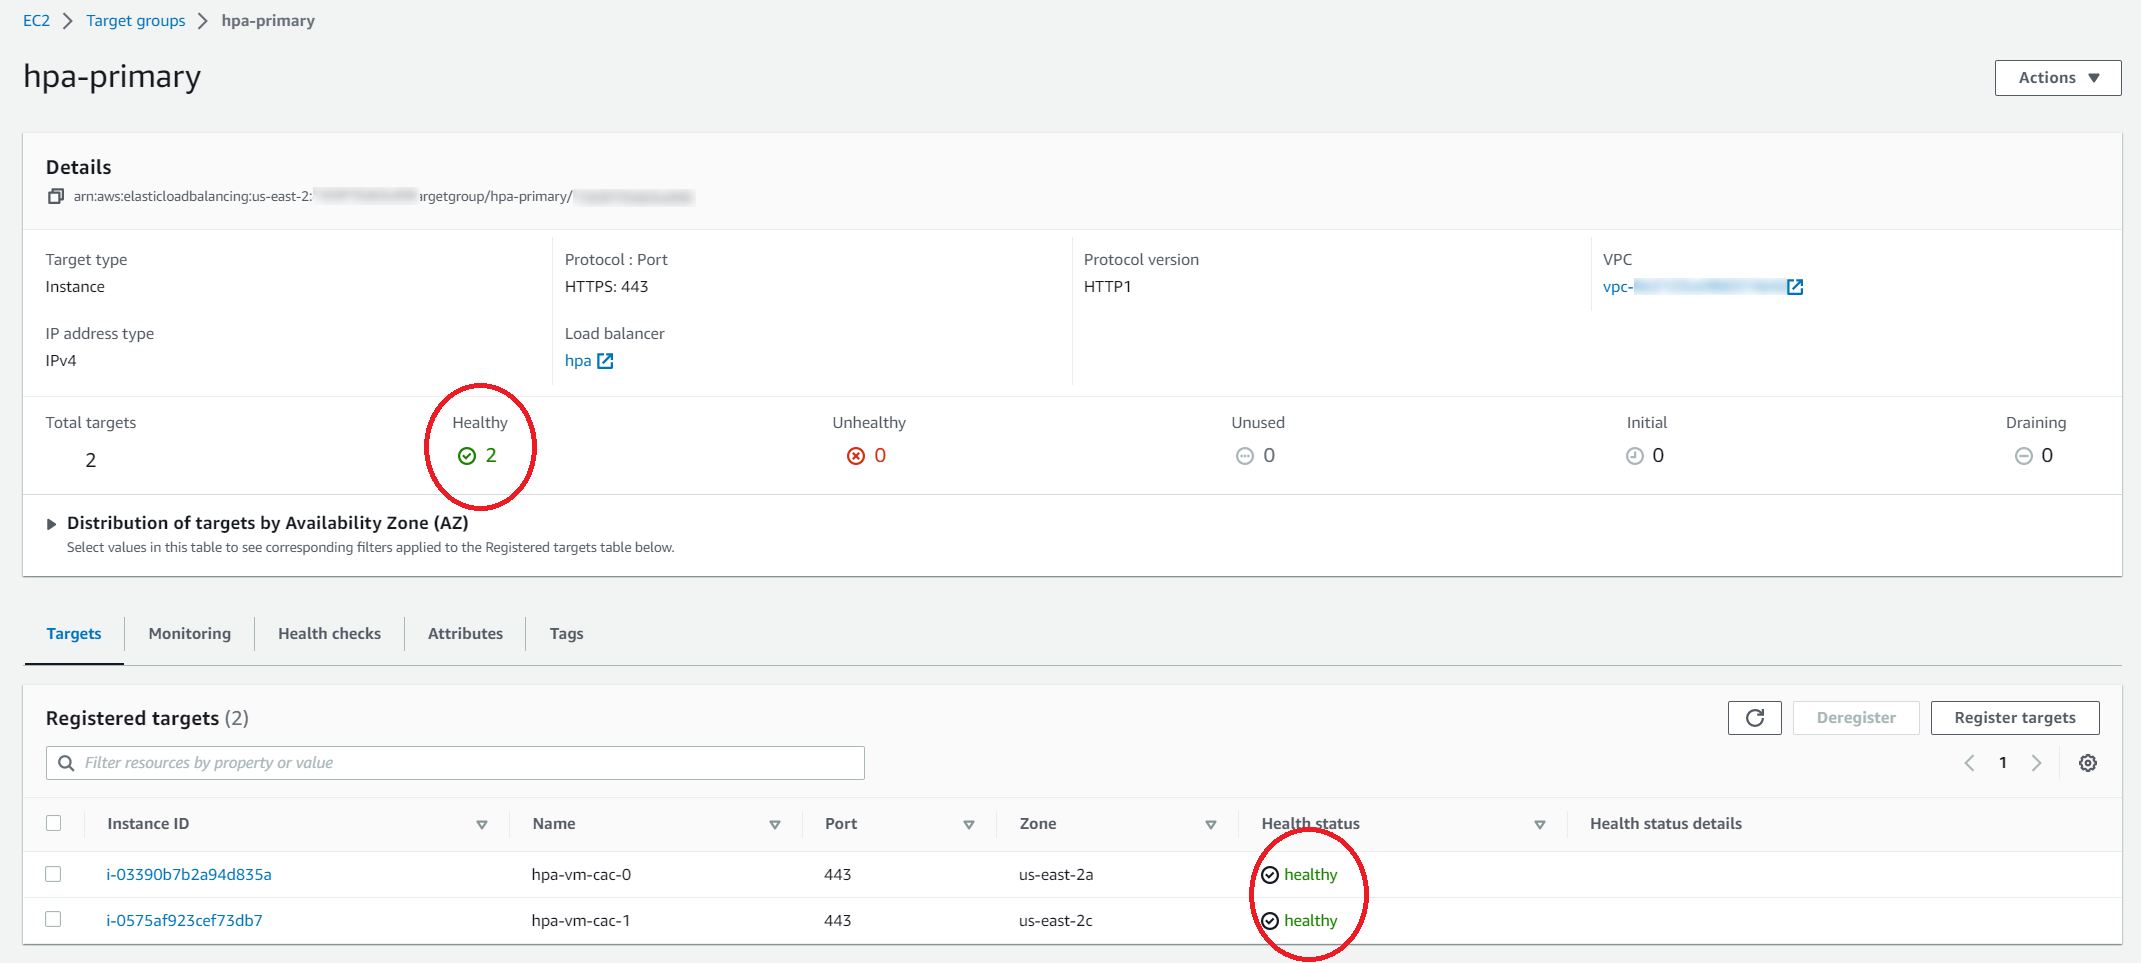 EC2 > Target groups > hpa-primary
hpa-primary
Actions
Details
arn:aws:elasticloadbalancing:us-east-2: argetgroup/hpa-primary/
Target type Protocol : Port Protocol version VPC
Instance HTTPS: 443 HTTP1 vpc-
IP address type Load balancer
IPv4 hpa
Total targets Healthy Unhealthy Unused Initial Draining
2 2 0 0 0 0
Distribution of targets by Availability Zone (AZ)
Select values in this table to see corresponding filters applied to the Registered targets table below.
Targets Monitoring Health checks Attributes Tags
Registered targets (2) Deregister Register targets
Filter resources by property or value 1
Instance ID Name Port Zone Health status Health status details
i-03390b7b2a94d835a hpa-vm-cac-0 443 us-east-2a healthy
i-0575af923cef73db7 hpa-vm-cac-1 443 us-east-2c healthy